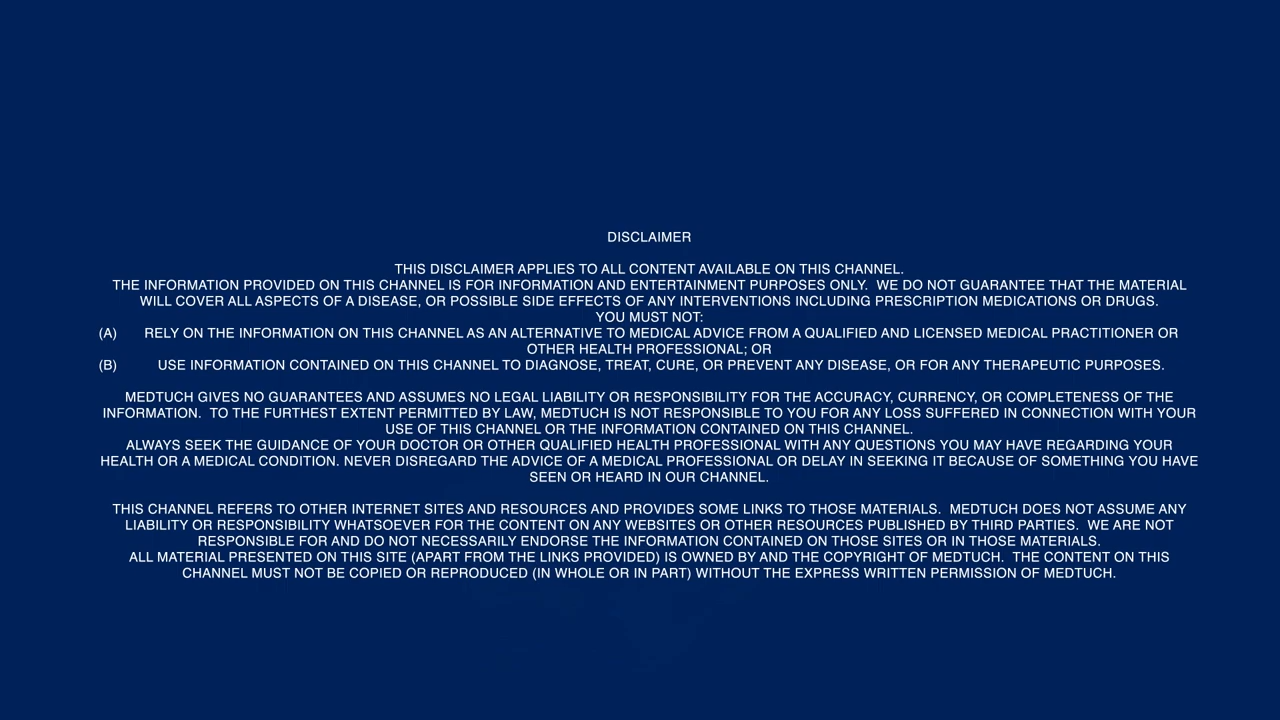 DISCLAIMER
THIS DISCLAIMER APPLIES TO ALL CONTENT AVAILABLE ON THIS CHANNEL.
THE INFORMATION PROVIDED ON THIS CHANNEL IS FOR INFORMATION AND ENTERTAINMENT PURPOSES ONLY.  WE DO NOT GUARANTEE THAT THE MATERIAL
WILL COVER ALL ASPECTS OF A DISEASE, OR POSSIBLE SIDE EFFECTS OF ANY INTERVENTIONS INCLUDING PRESCRIPTION MEDICATIONS OR DRUGS.
YOU MUST NOT:
(A) RELY ON THE INFORMATION ON THIS CHANNEL AS AN ALTERNATIVE TO MEDICAL ADVICE FROM A QUALIFIED AND LICENSED MEDICAL PRACTITIONER OR
OTHER HEALTH PROFESSIONAL; OR
(B) USE INFORMATION CONTAINED ON THIS CHANNEL TO DIAGNOSE, TREAT, CURE, OR PREVENT ANY DISEASE, OR FOR ANY THERAPEUTIC PURPOSES.
MEDTUCH GIVES NO GUARANTEES AND ASSUMES NO LEGAL LIABILITY OR RESPONSIBILITY FOR THE ACCURACY, CURRENCY, OR COMPLETENESS OF THE
INFORMATION.  TO THE FURTHEST EXTENT PERMITTED BY LAW, MEDTUCH IS NOT RESPONSIBLE TO YOU FOR ANY LOSS SUFFERED IN CONNECTION WITH YOUR
USE OF THIS CHANNEL OR THE INFORMATION CONTAINED ON THIS CHANNEL.
ALWAYS SEEK THE GUIDANCE OF YOUR DOCTOR OR OTHER QUALIFIED HEALTH PROFESSIONAL WITH ANY QUESTIONS YOU MAY HAVE REGARDING YOUR
HEALTH OR A MEDICAL CONDITION. NEVER DISREGARD THE ADVICE OF A MEDICAL PROFESSIONAL OR DELAY IN SEEKING IT BECAUSE OF SOMETHING YOU HAVE
SEEN OR HEARD IN OUR CHANNEL.
THIS CHANNEL REFERS TO OTHER INTERNET SITES AND RESOURCES AND PROVIDES SOME LINKS TO THOSE MATERIALS.  MEDTUCH DOES NOT ASSUME ANY
LIABILITY OR RESPONSIBILITY WHATSOEVER FOR THE CONTENT ON ANY WEBSITES OR OTHER RESOURCES PUBLISHED BY THIRD PARTIES.  WE ARE NOT
RESPONSIBLE FOR AND DO NOT NECESSARILY ENDORSE THE INFORMATION CONTAINED ON THOSE SITES OR IN THOSE MATERIALS.
ALL MATERIAL PRESENTED ON THIS SITE (APART FROM THE LINKS PROVIDED) IS OWNED BY AND THE COPYRIGHT OF MEDTUCH.  THE CONTENT ON THIS
CHANNEL MUST NOT BE COPIED OR REPRODUCED (IN WHOLE OR IN PART) WITHOUT THE EXPRESS WRITTEN PERMISSION OF MEDTUCH.